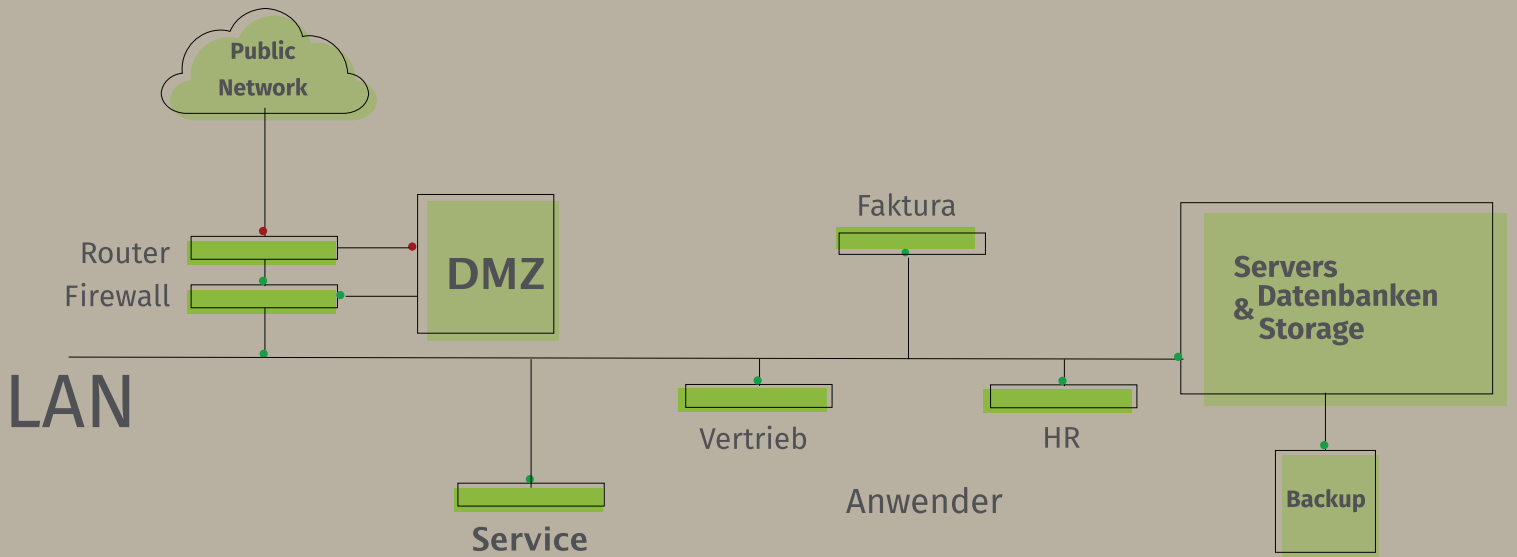 Public
Network
Router
Firewall
DMZ
Faktura
Servers
& Datenbanken
Storage
LAN
Vertrieb
HR
Anwender
Service
Backup